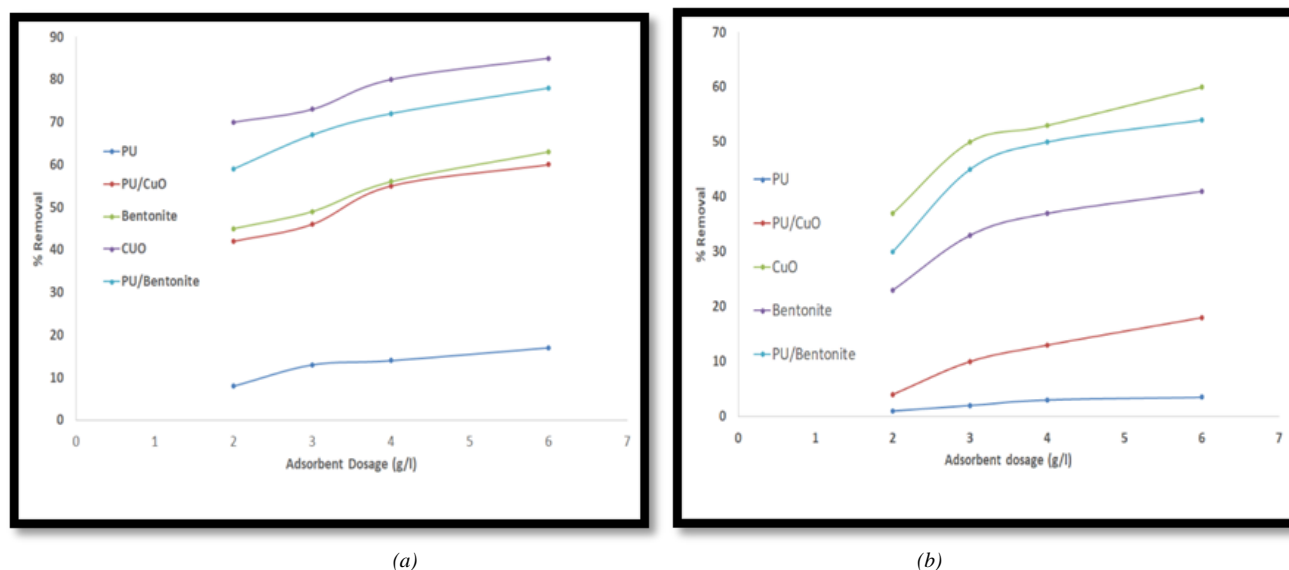 90
80
70
60
50
40
30
20
10
0
% Removal
PU
PU/CuO
Bentonite
CUO
PU/Bentonite
0 1 2 3 4 5 6 7
Adsorbent Dosage (g/l)
(a)
70
60
50
40
30
20
10
0
% Removal
PU
PU/CuO
CuO
Bentonite
PU/Bentonite
0 1 2 3 4 5 6 7
Adsorbent dosage (g/l)
(b)